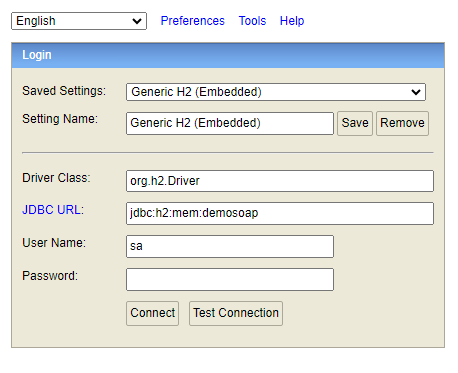 English Preferences Tools Help
Login
Saved Settings: Generic H2 (Embedded)
Setting Name: Generic H2 (Embedded) Save Remove
Driver Class: org.h2.Driver
JDBC URL: jdbc:h2:mem:demosoap
User Name: sa
Password:
Connect Test Connection